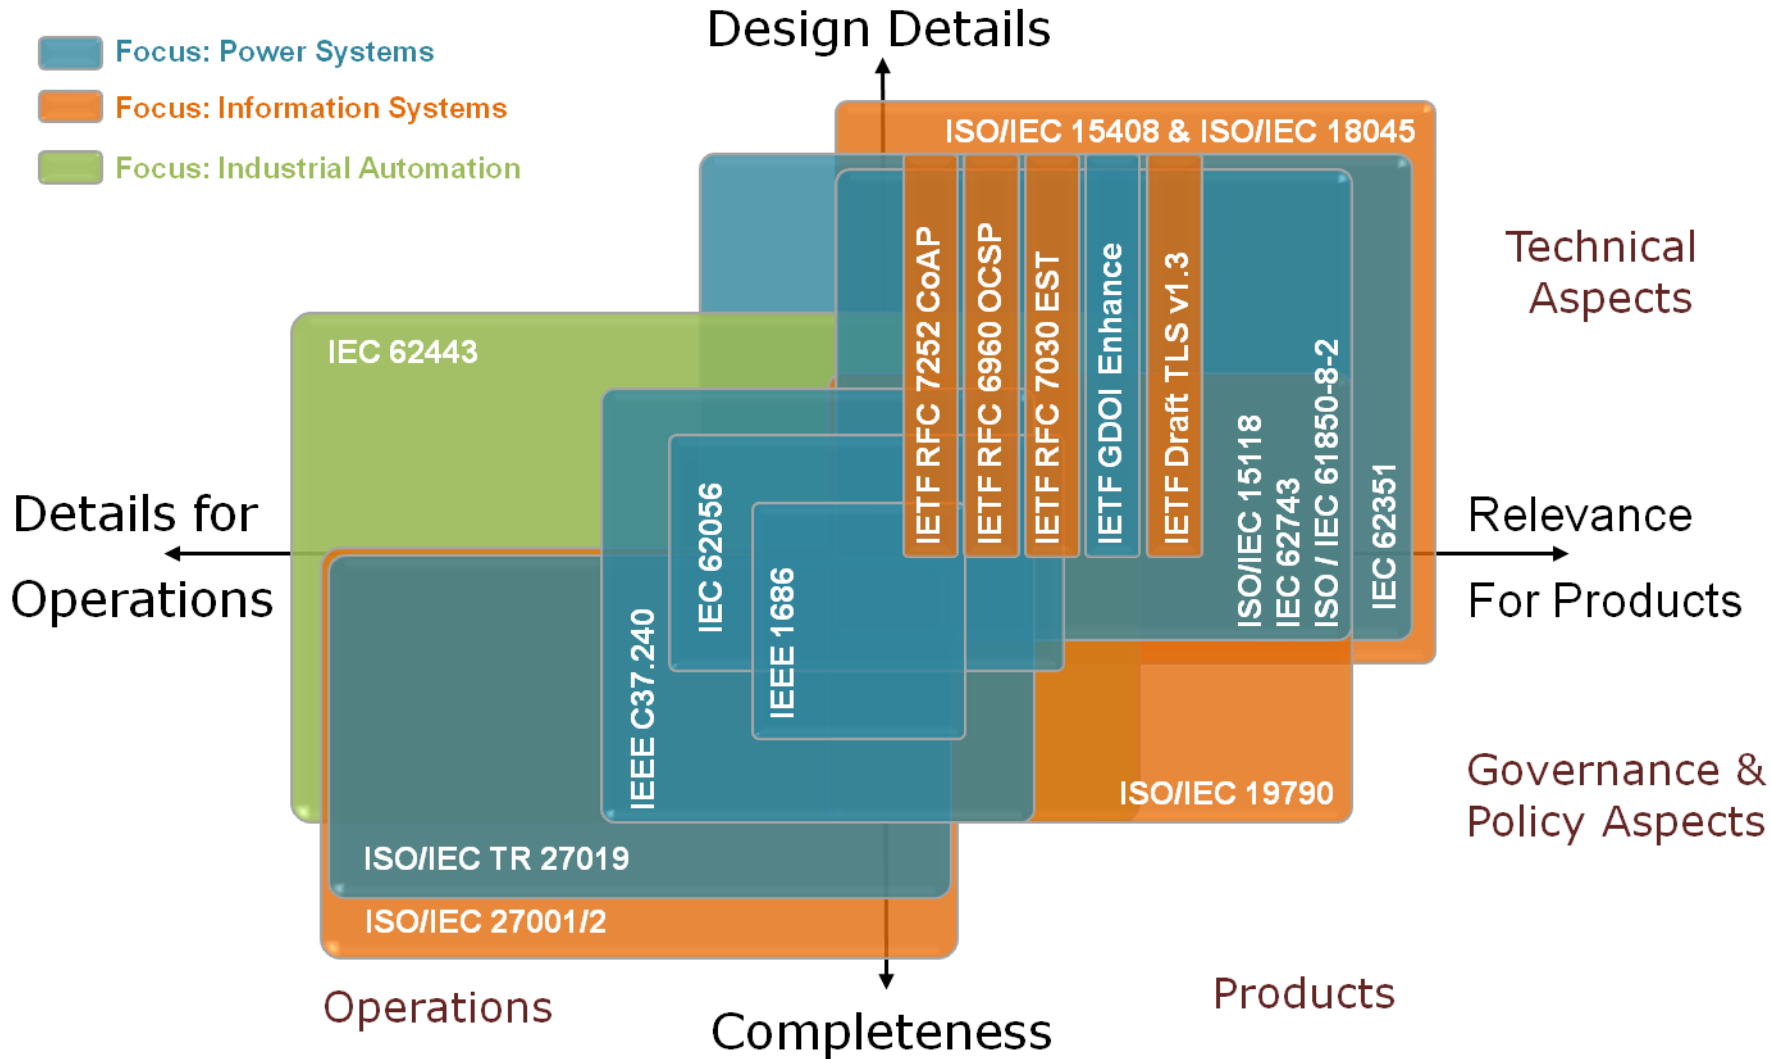 Design Details
Focus: Power Systems
Focus: Information Systems
Focus: Industrial Automation
ISO/IEC 15408 & ISO/IEC 18045
IETF RFC 7252 CoAP
IETF RFC 6960 OCSP
IETF RFC 7030 EST
IETF GDOI Enhance
IETF Draft TLS v1.3
Technical
Aspects
IEC 62443
ISO/IEC 15118
IEC 62743
ISO / IEC 61850-8-2
IEC 62351
Details for
Operations
Relevance
For Products
IEC 62056
IEEE 1686
IEEE C37.240
ISO/IEC 19790
Governance &
Policy Aspects
ISO/IEC TR 27019
ISO/IEC 27001/2
Operations
Products
Completeness